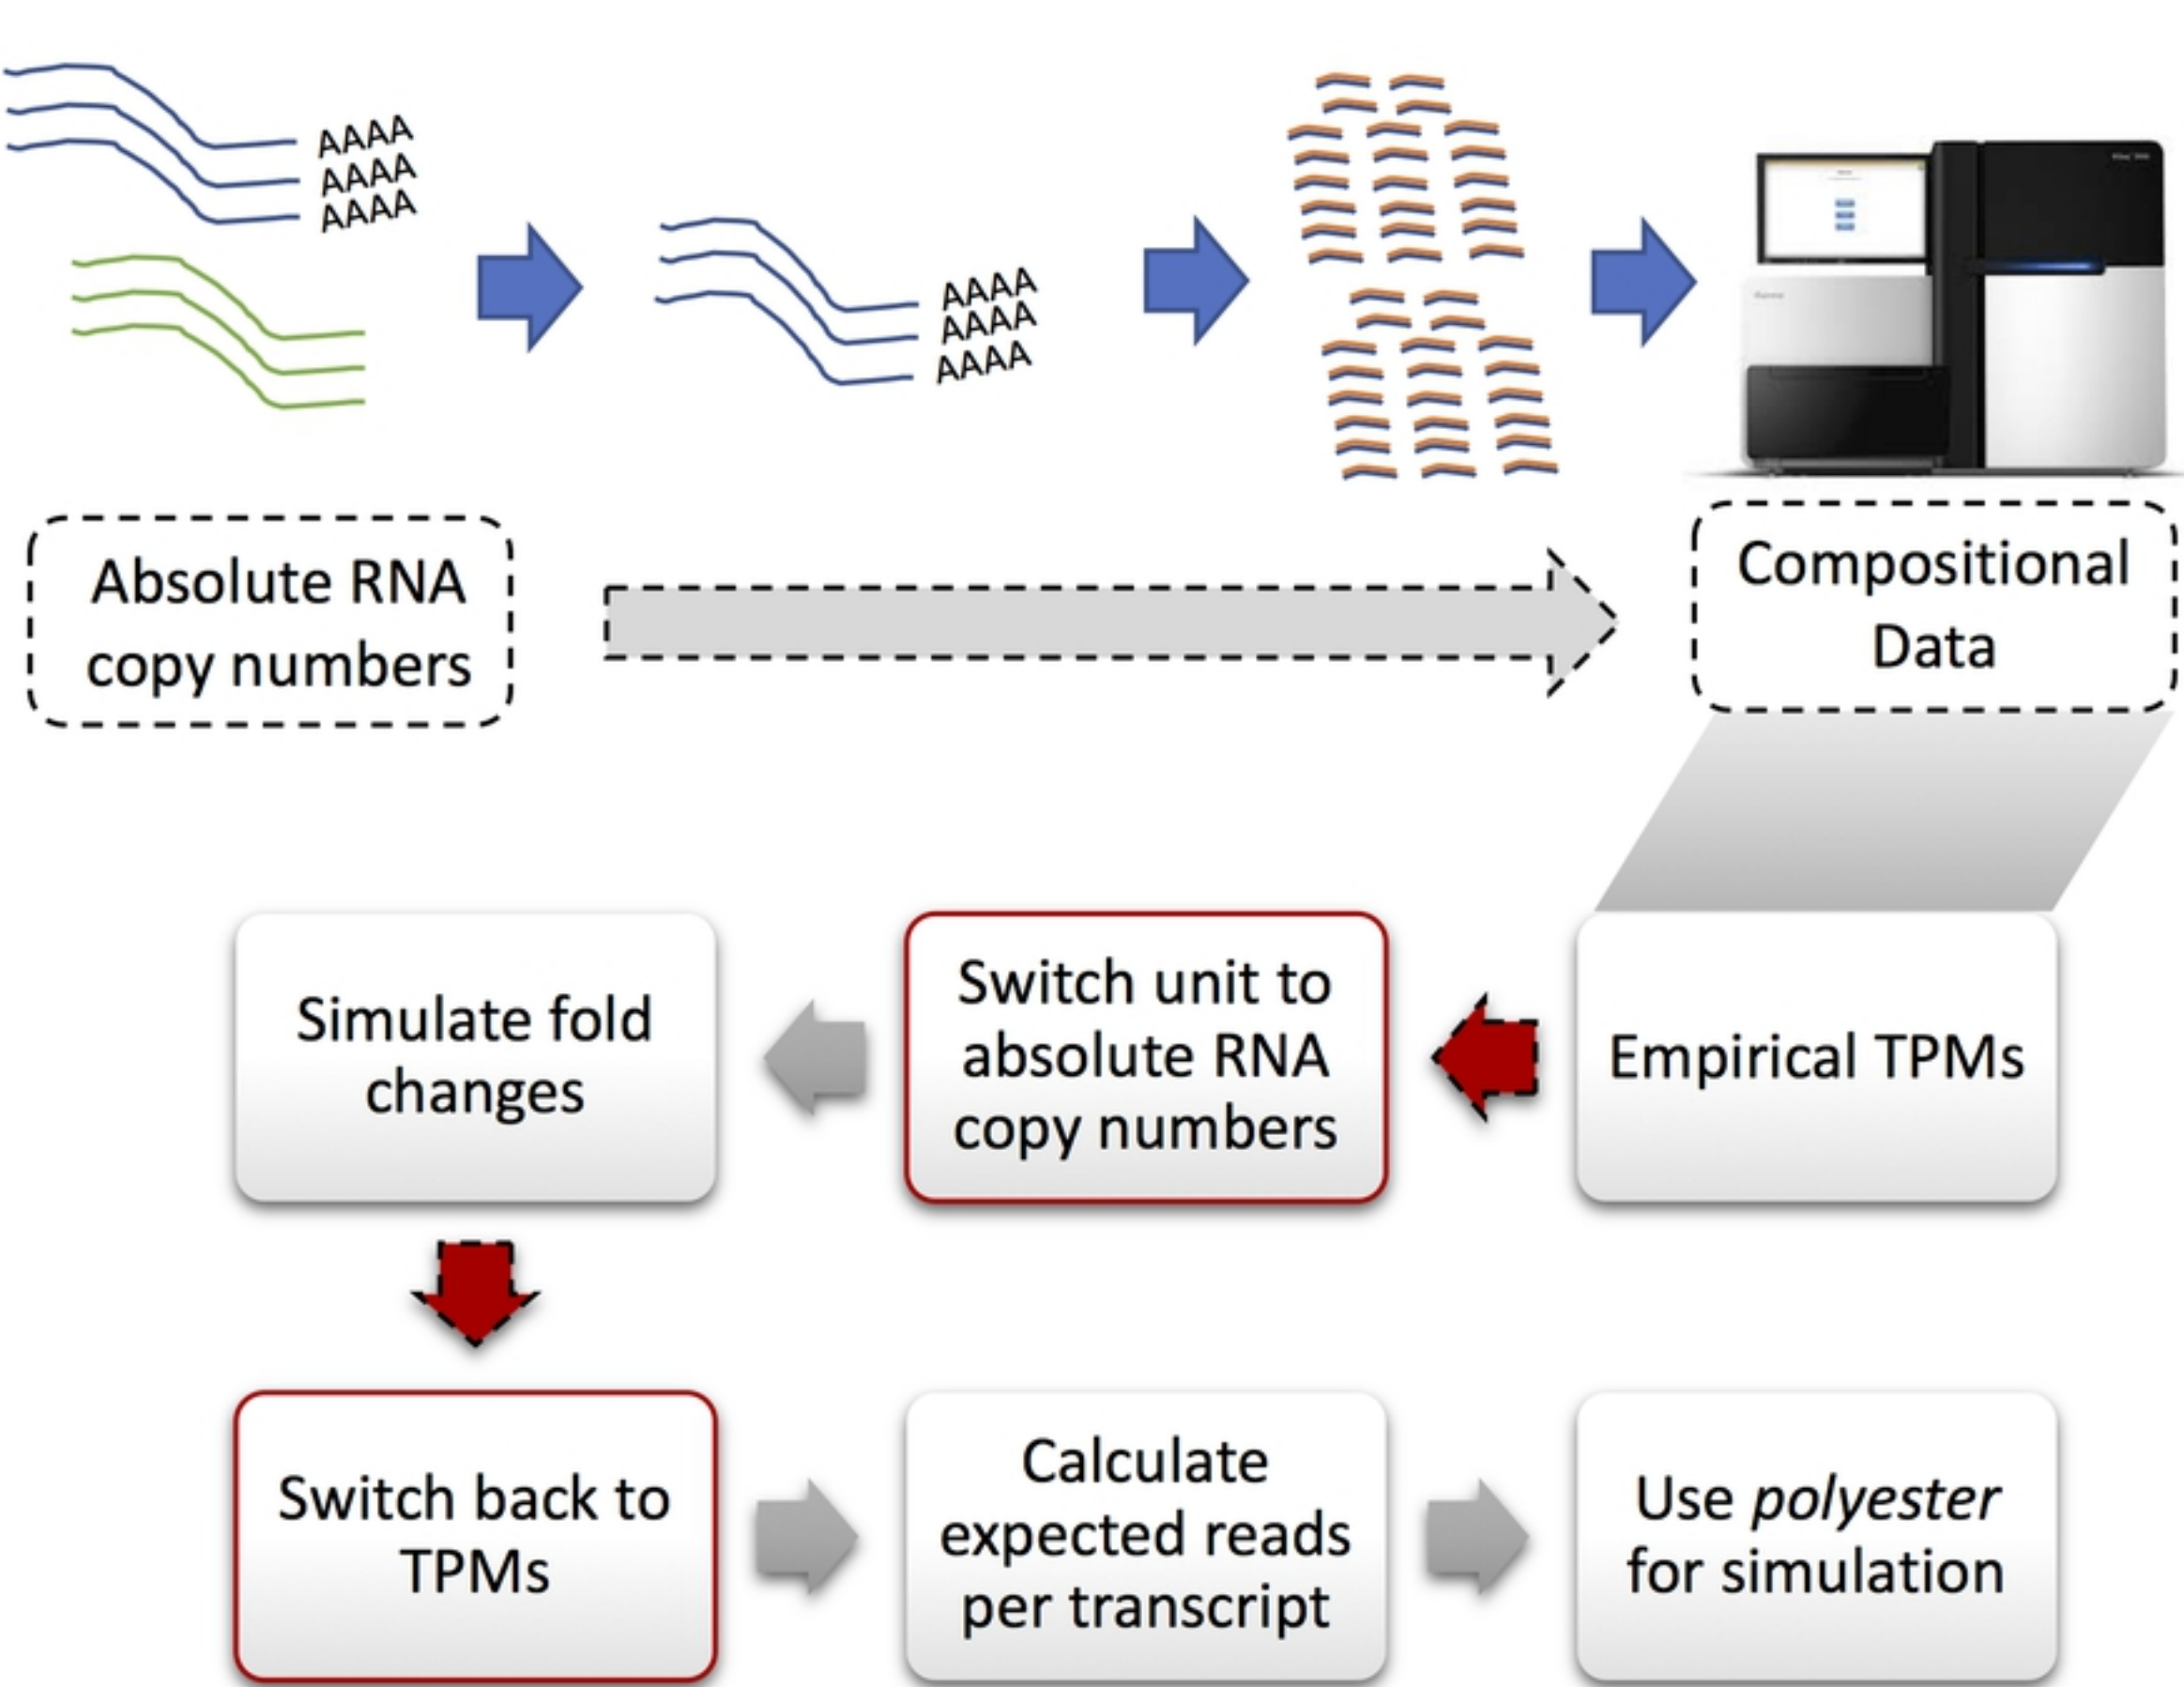 AAAA
AAAA
AAAA
AAAA
AAAA
AAAA
Absolute RNA
copy numbers
Compositional
Data
Simulate fold
changes
Switch unit to
absolute RNA
copy numbers
Empirical TPMs
Switch back to
TPMs
Calculate
expected reads
per transcript
Use polyester
for simulation